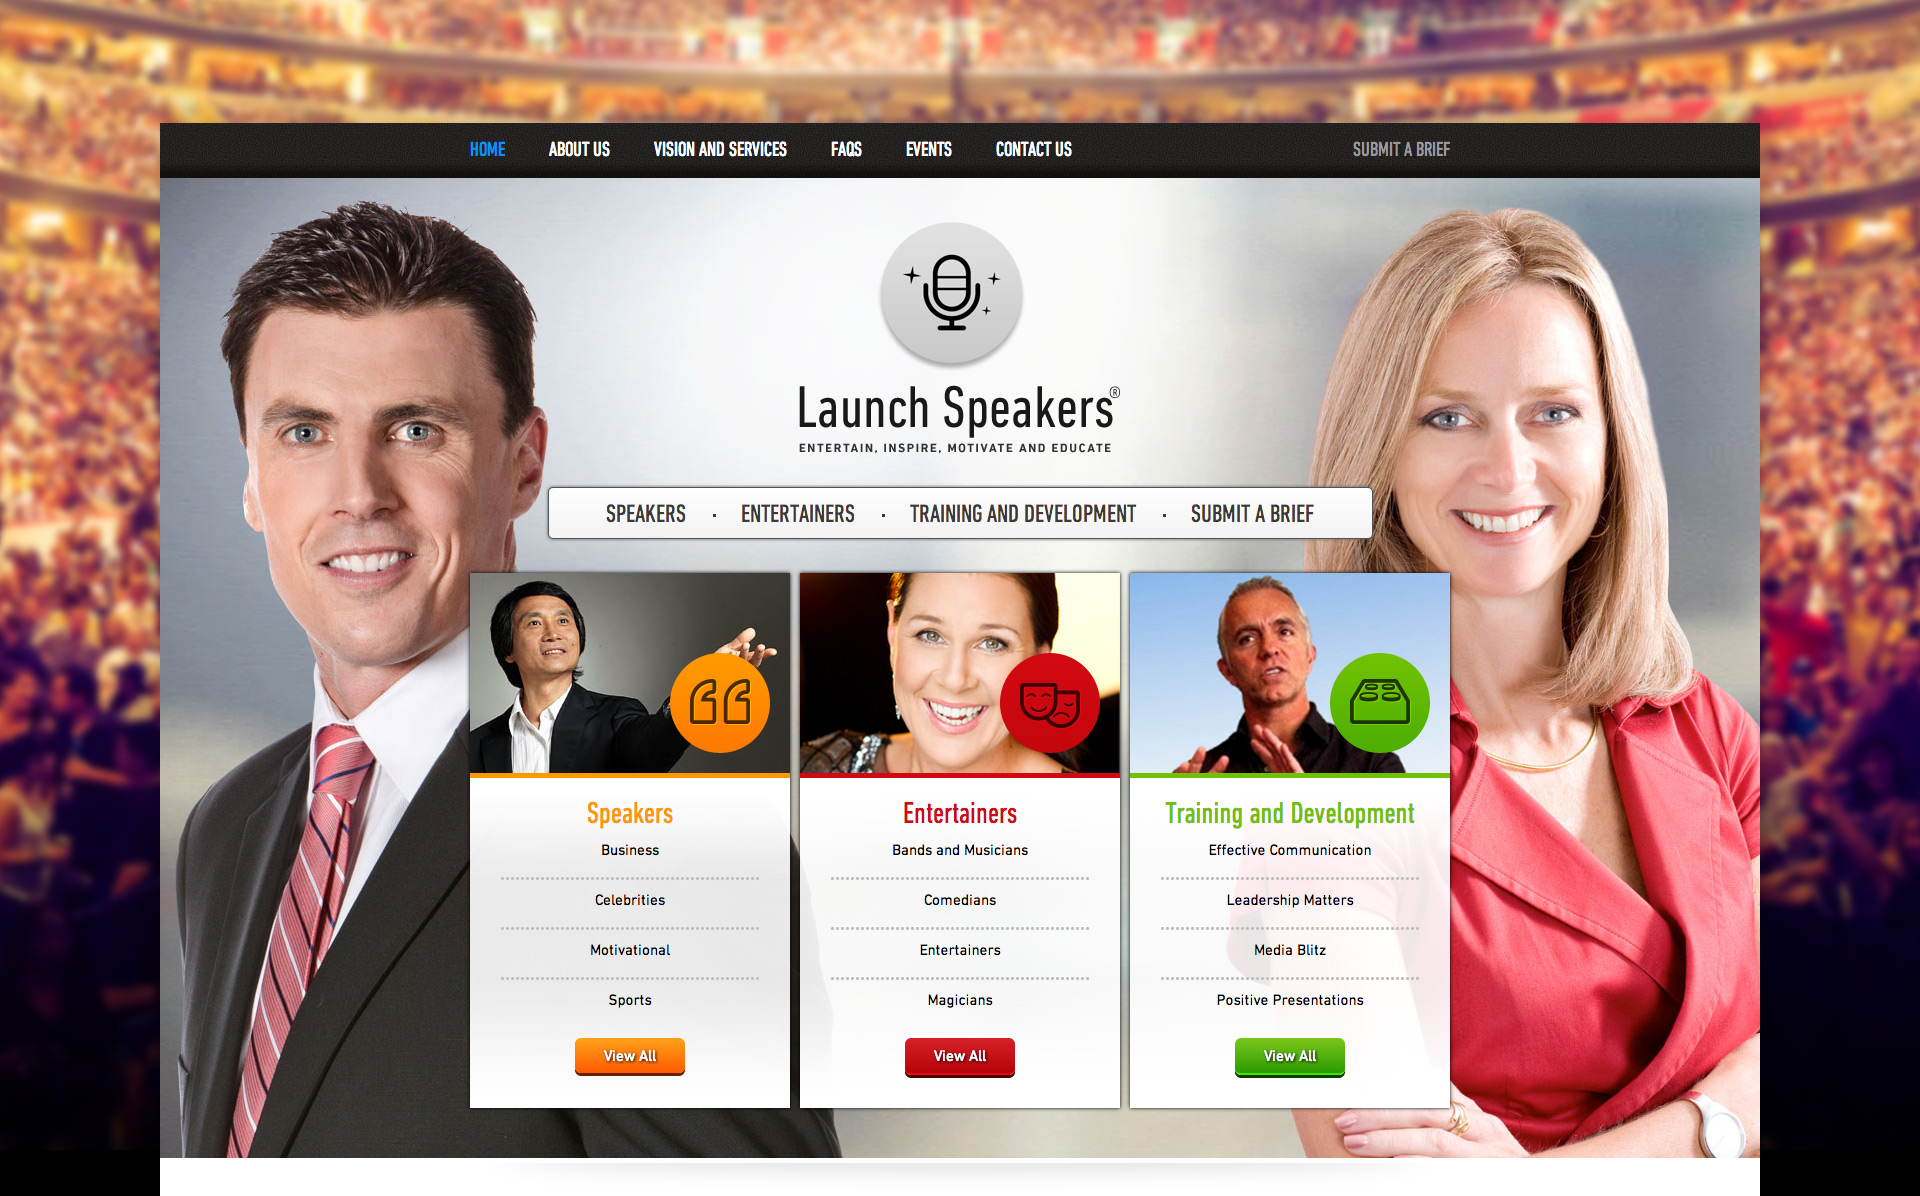 HOME ABOUT US VISION AND SERVICES FAQS EVENTS CONTACT US SUBMIT A BRIEF
Launch Speakers®
ENTERTAIN, INSPIRE, MOTIVATE AND EDUCATE
SPEAKERS · ENTERTAINERS · TRAINING AND DEVELOPMENT · SUBMIT A BRIEF
Speakers
Business
Celebrities
Motivational
Sports
View All
Entertainers
Bands and Musicians
Comedians
Entertainers
Magicians
View All
Training and Development
Effective Communication
Leadership Matters
Media Blitz
Positive Presentations
View All